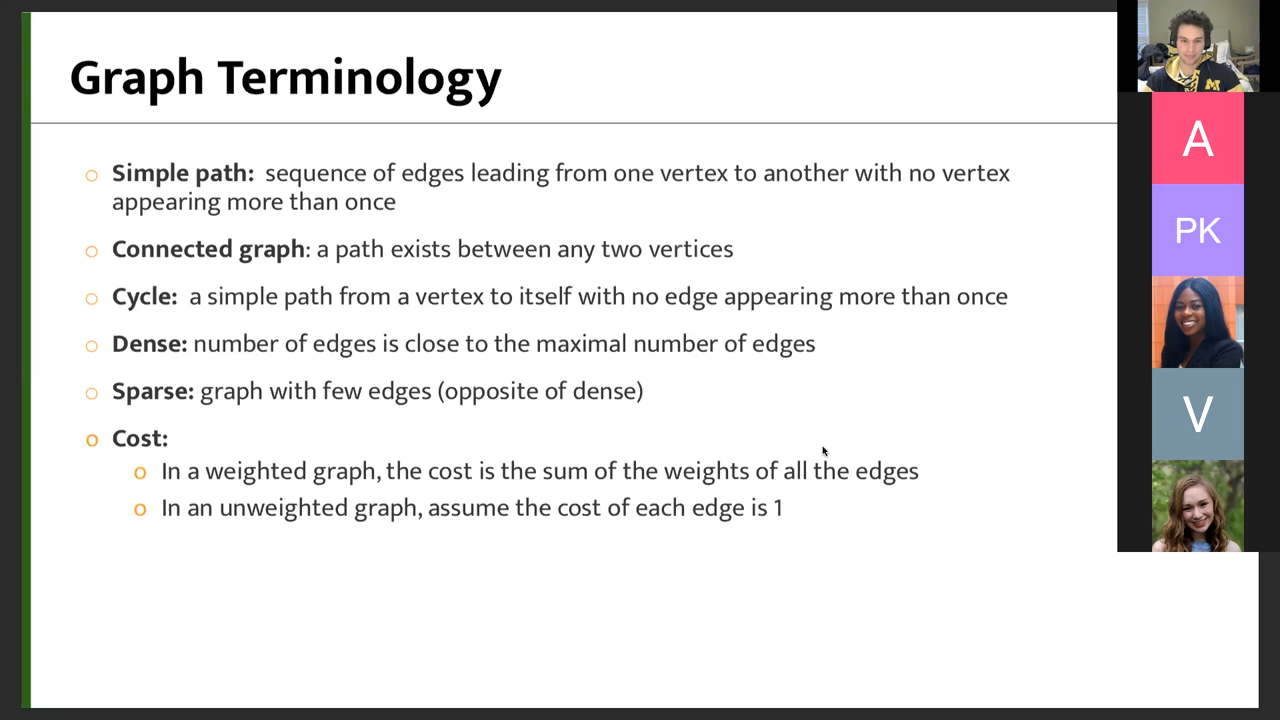 Graph Terminology
o Simple path: sequence of edges leading from one vertex to another with no vertex
appearing more than once
o Connected graph: a path exists between any two vertices
o Cycle: a simple path from a vertex to itself with no edge appearing more than once
o Dense: number of edges is close to the maximal number of edges
o Sparse: graph with few edges (opposite of dense)
o Cost:
o In a weighted graph, the cost is the sum of the weights of all the edges
o In an unweighted graph, assume the cost of each edge is 1
M
A
PK
V